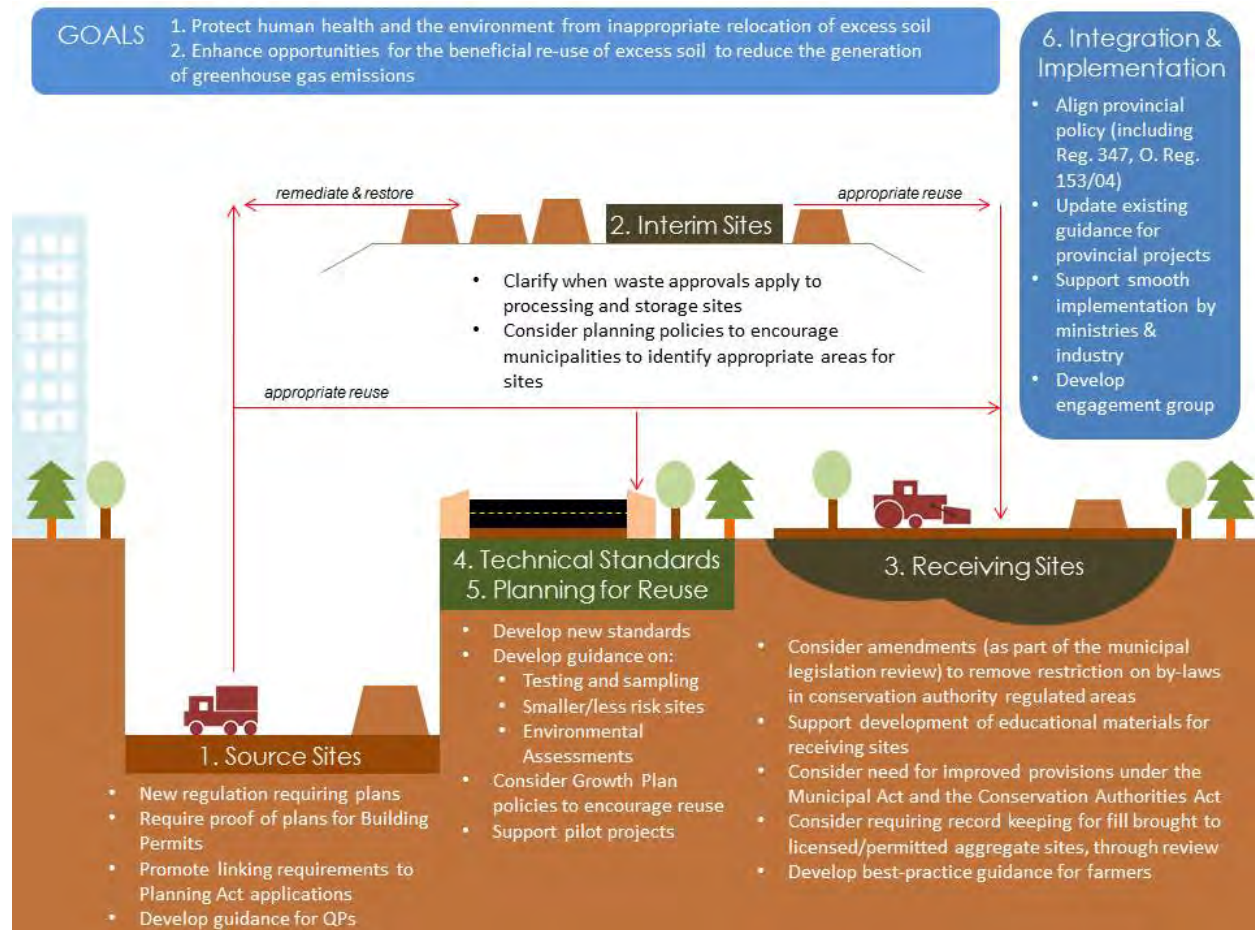 GOALS
1. Protect human health and the environment from inappropriate relocation of excess soil
2. Enhance opportunities for the beneficial re-use of excess soil to reduce the generation
of greenhouse gas emissions
6. Integration &
Implementation
• Align provincial
policy (including
Reg. 347, O. Reg.
153/04)
• Update existing
guidance for
provincial projects
• Support smooth
implementation by
ministries &
industry
• Develop
engagement group
remediate & restore
appropriate reuse
2. Interim Sites
• Clarify when waste approvals apply to
processing and storage sites
• Consider planning policies to encourage
municipalities to identify appropriate areas for
sites
appropriate reuse
4. Technical Standards
5. Planning for Reuse
• Develop new standards
• Develop guidance on:
• Testing and sampling
• Smaller/less risk sites
• Environmental
Assessments
• Consider Growth Plan
policies to encourage reuse
• Support pilot projects
3. Receiving Sites
• Consider amendments (as part of the municipal
legislation review) to remove restriction on by-laws
in conservation authority regulated areas
• Support development of educational materials for
receiving sites
• Consider need for improved provisions under the
Municipal Act and the Conservation Authorities Act
• Consider requiring record keeping for fill brought to
licensed/permitted aggregate sites, through review
• Develop best-practice guidance for farmers
1. Source Sites
• New regulation requiring plans
• Require proof of plans for Building
Permits
• Promote linking requirements to
Planning Act applications
• Develop guidance for QPs